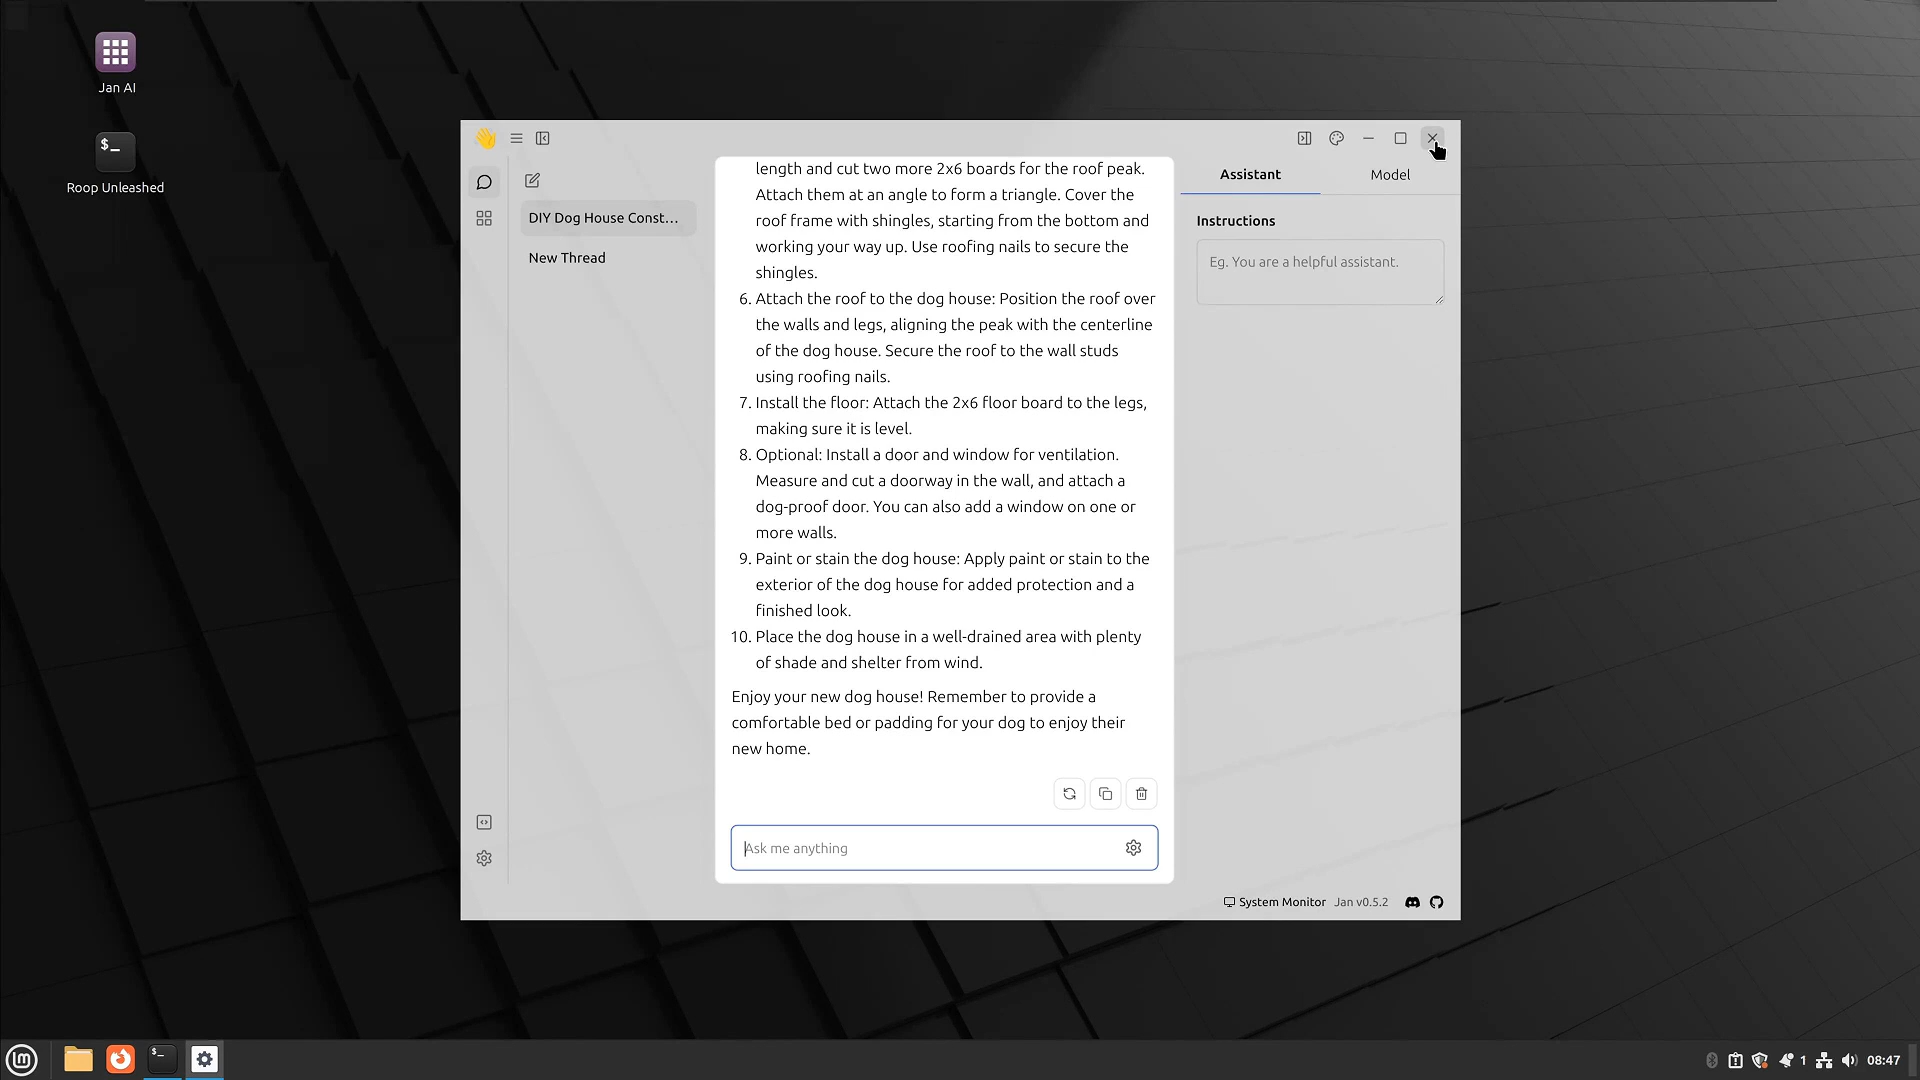 Jan AI
$_
Roop Unleashed
DIY Dog House Const...
New Thread
length and cut two more 2x6 boards for the roof peak.
Attach them at an angle to form a triangle. Cover the
roof frame with shingles, starting from the bottom and
working your way up. Use roofing nails to secure the
shingles.
6. Attach the roof to the dog house: Position the roof over
the walls and legs, aligning the peak with the centerline
of the dog house. Secure the roof to the wall studs
using roofing nails.
7. Install the floor: Attach the 2x6 floor board to the legs,
making sure it is level.
8. Optional: Install a door and window for ventilation.
Measure and cut a doorway in the wall, and attach a
dog-proof door. You can also add a window on one or
more walls.
9. Paint or stain the dog house: Apply paint or stain to the
exterior of the dog house for added protection and a
finished look.
10. Place the dog house in a well-drained area with plenty
of shade and shelter from wind.
Enjoy your new dog house! Remember to provide a
comfortable bed or padding for your dog to enjoy their
new home.
Ask me anything
Assistant
Model
Instructions
Eg. You are a helpful assistant.
System Monitor
Jan v0.5.2
lm
$_
1
08:47